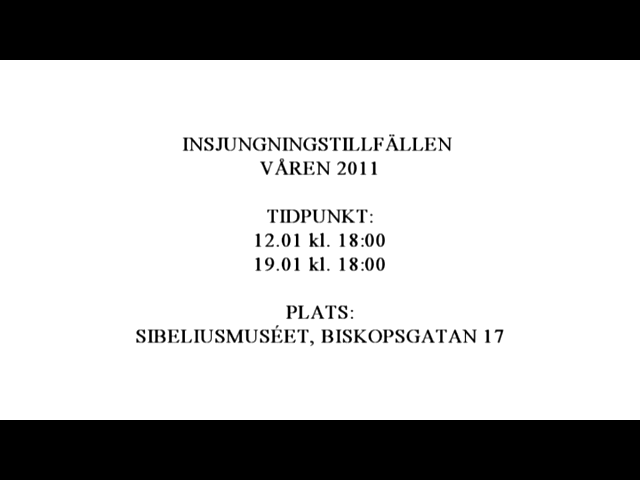 INSJUNGNINGSTILLFÄLLEN
VÅREN 2011
TIDPUNKT:
12.01 kl. 18:00
19.01 kl. 18:00
PLATS:
SIBELIUSMUSÉET, BISKOPSGATAN 17